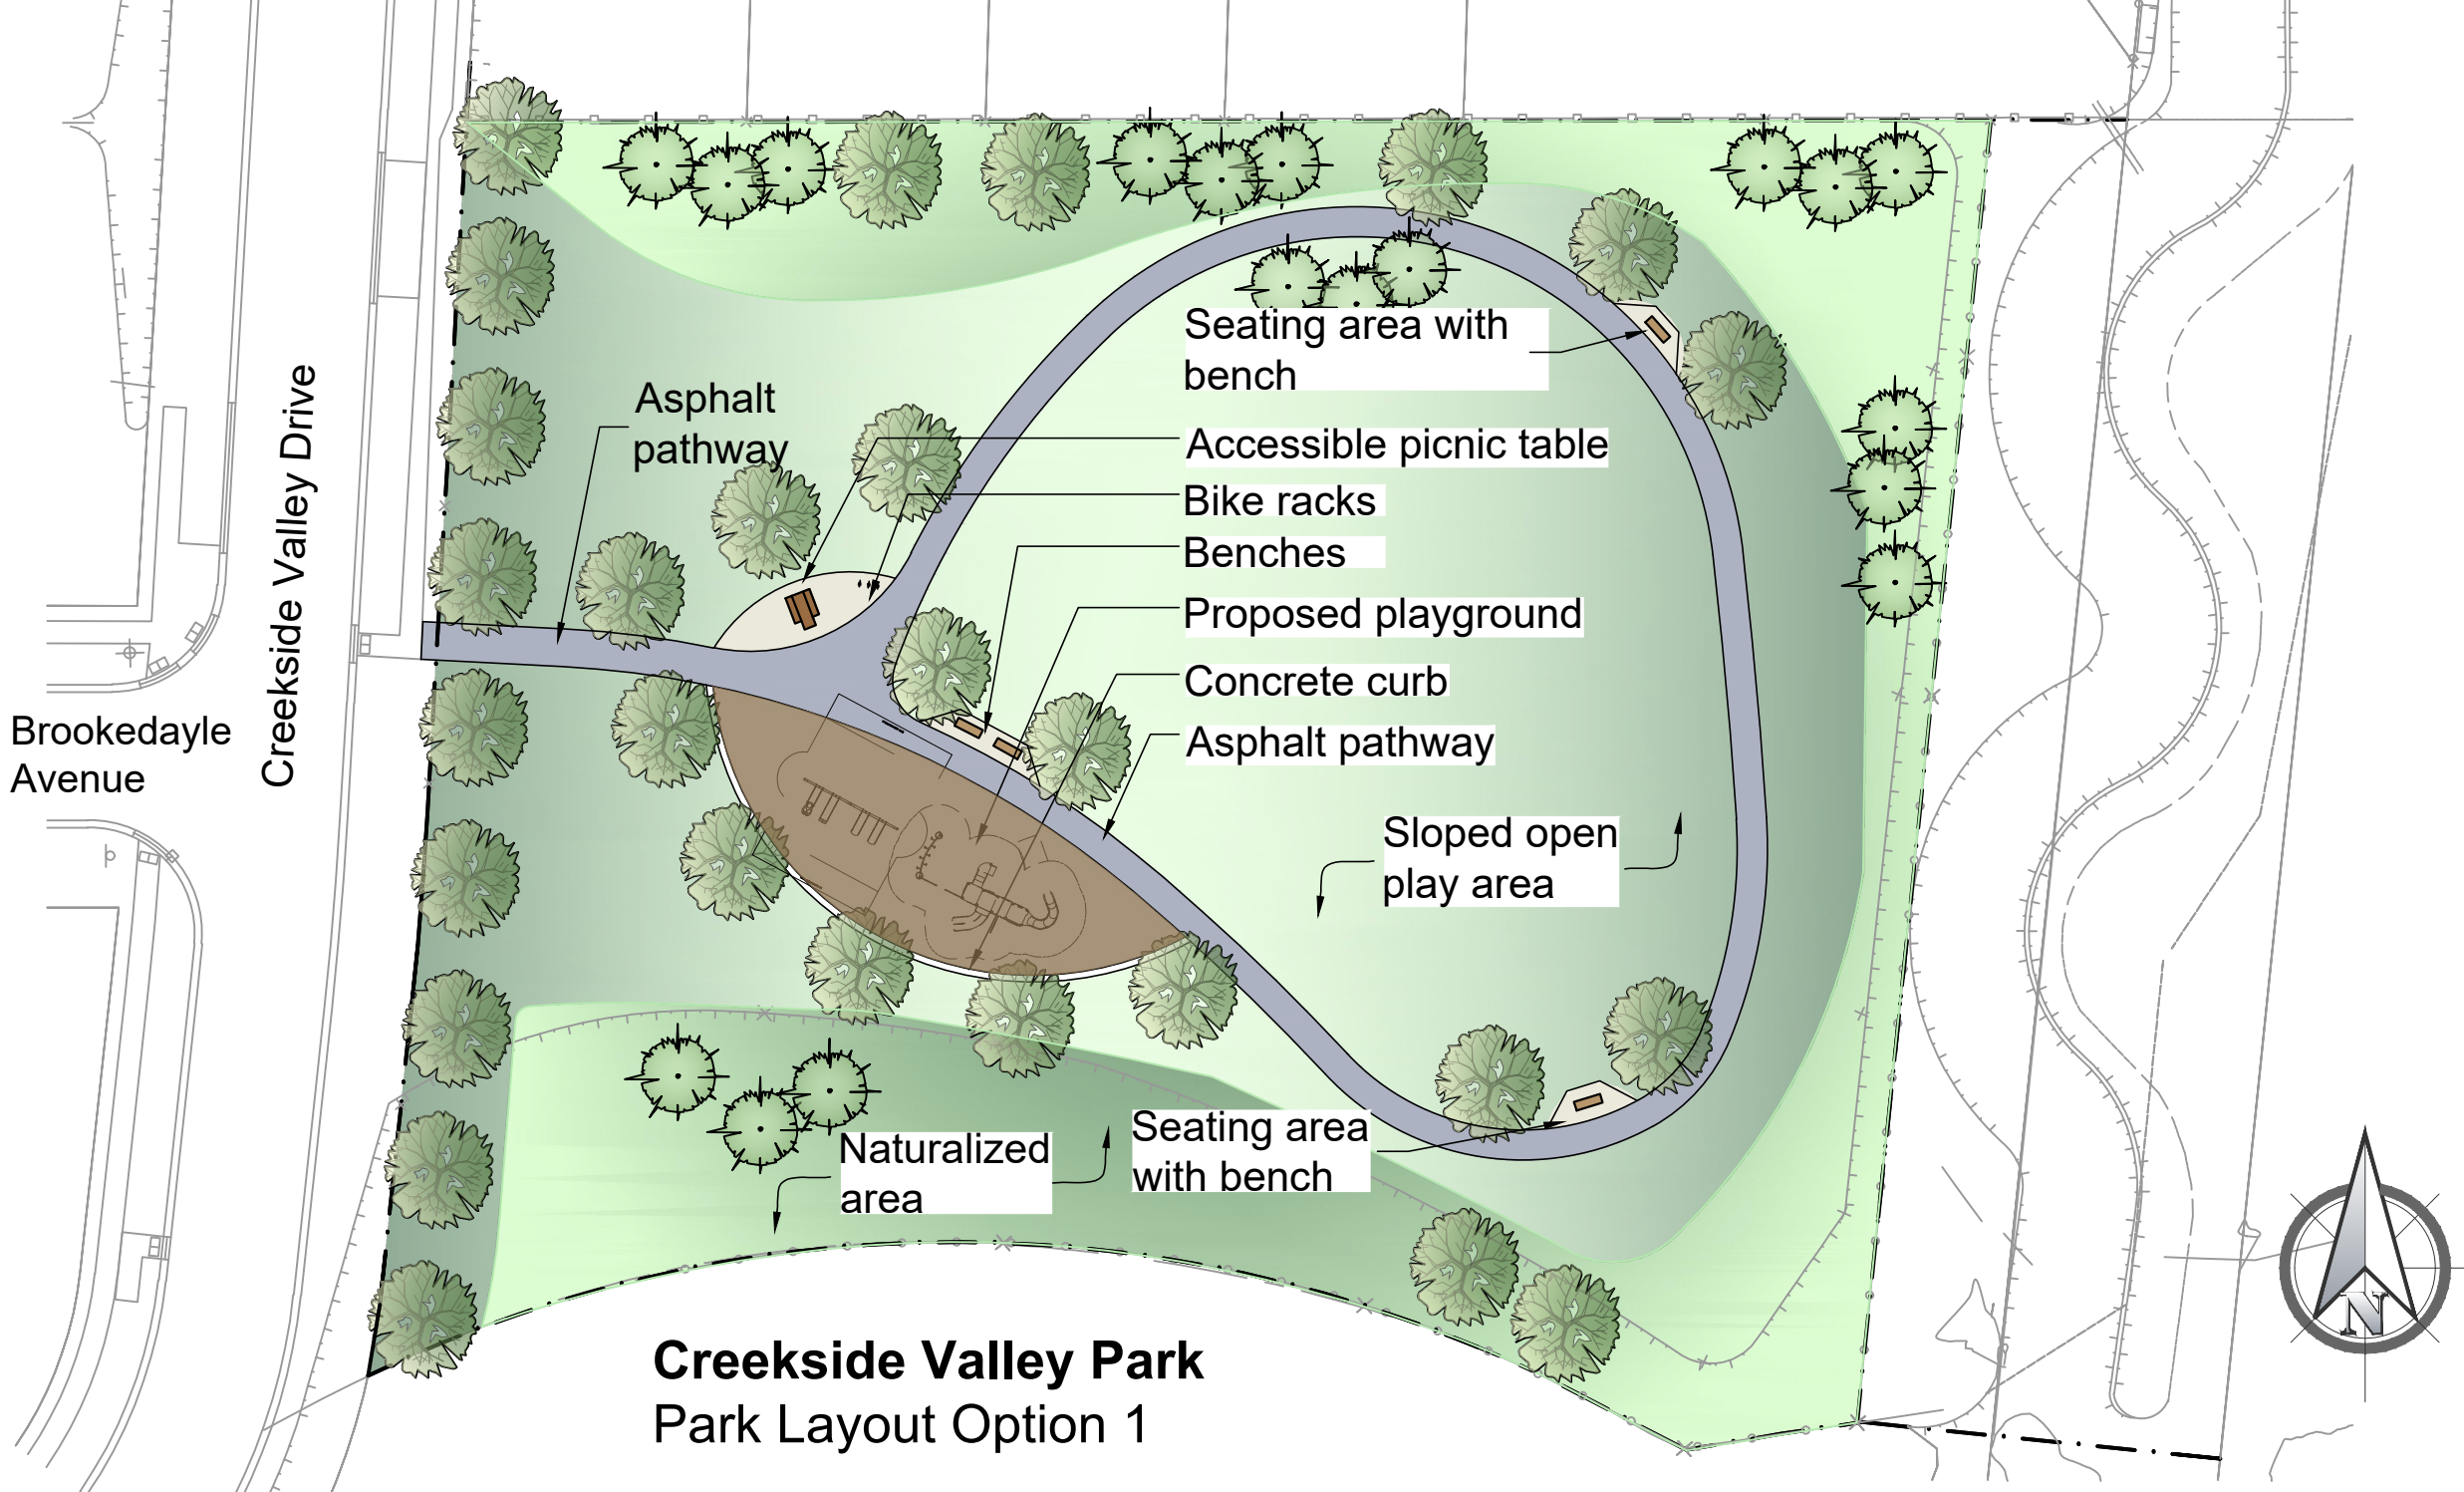 Seating area with
bench
Asphalt
pathway
Accessible picnic table
Bike racks
Benches
Proposed playground
Concrete curb
Asphalt pathway
Creekside Valley Drive
Brookedayle
Avenue
Sloped open
play area
Seating area
with bench
Naturalized
area
N
Creekside Valley Park
Park Layout Option 1